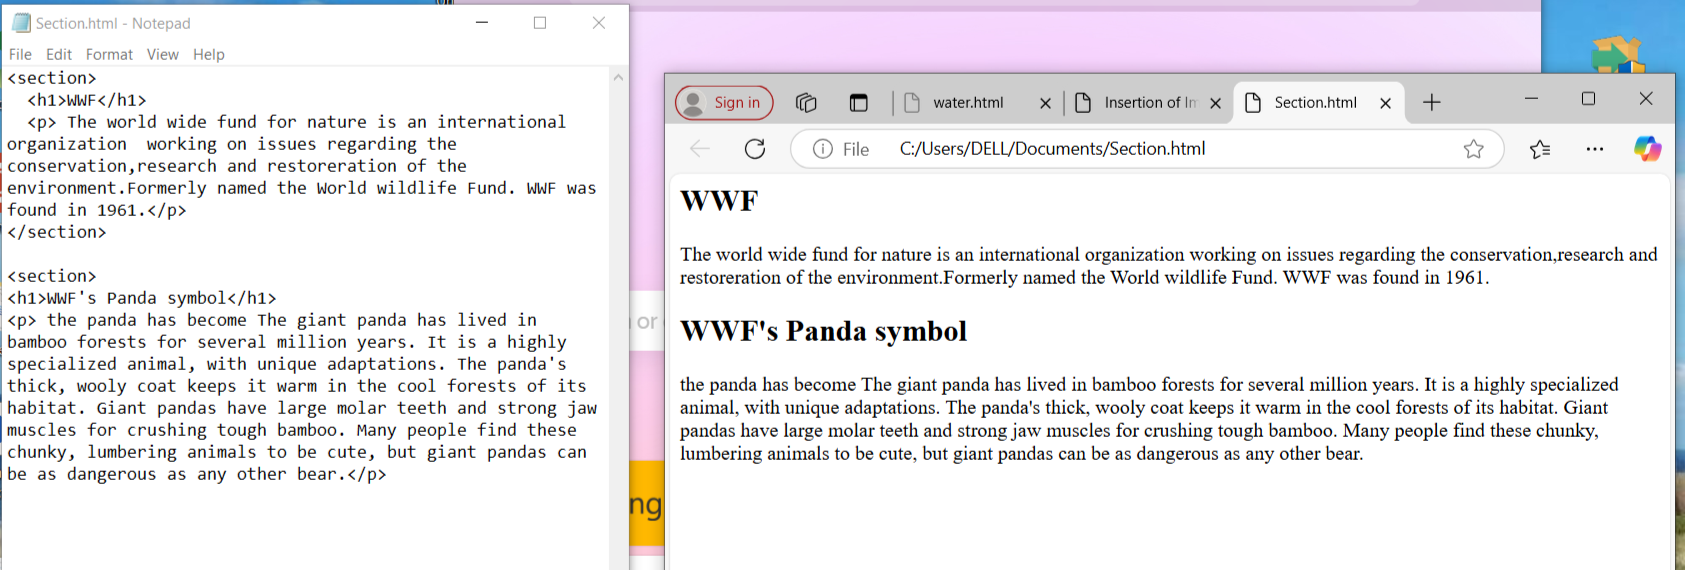 Section.html - Notepad
File Edit Format View Help
<section>
<h1>WWF</h1>
<p> The world wide fund for nature is an international
organization  working on issues regarding the
conservation,research and restoreration of the
environment.Formerly named the World wildlife Fund. WWF was
found in 1961.</p>
</section>
<section>
<h1>WWF's Panda symbol</h1>
<p> the panda has become The giant panda has lived in
bamboo forests for several million years. It is a highly
specialized animal, with unique adaptations. The panda's
thick, wooly coat keeps it warm in the cool forests of its
habitat. Giant pandas have large molar teeth and strong jaw
muscles for crushing tough bamboo. Many people find these
chunky, lumbering animals to be cute, but giant pandas can
be as dangerous as any other bear.</p>
or
ng
Sign in water.html Insertion of Im Section.html
File C:/Users/DELL/Documents/Section.html
WWF
The world wide fund for nature is an international organization working on issues regarding the conservation,research and
restoreration of the environment.Formerly named the World wildlife Fund. WWF was found in 1961.
WWF's Panda symbol
the panda has become The giant panda has lived in bamboo forests for several million years. It is a highly specialized
animal, with unique adaptations. The panda's thick, wooly coat keeps it warm in the cool forests of its habitat. Giant
pandas have large molar teeth and strong jaw muscles for crushing tough bamboo. Many people find these chunky,
lumbering animals to be cute, but giant pandas can be as dangerous as any other bear.